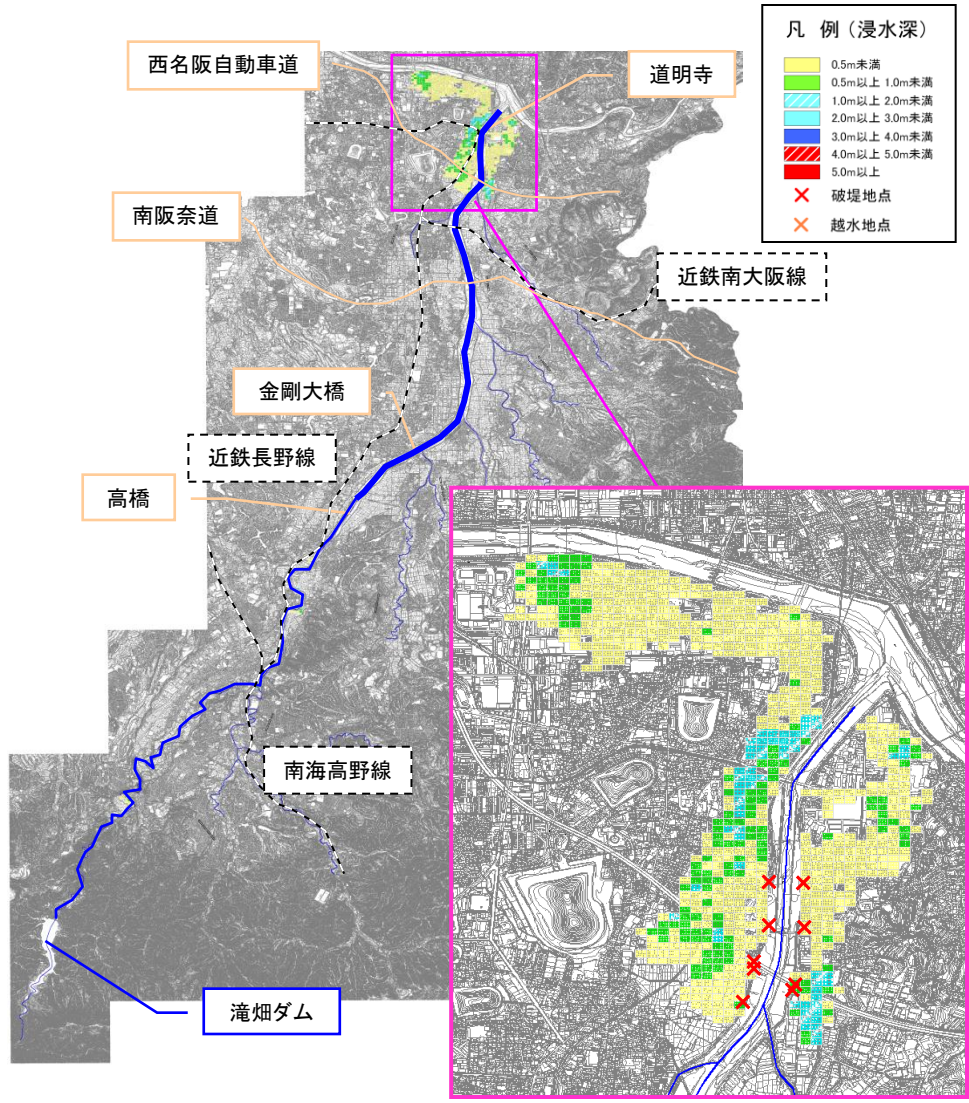 凡 例（浸水深）
0.5m未満
0.5m以上 1.0m未満
1.0m以上 2.0m未満
2.0m以上 3.0m未満
3.0m以上 4.0m未満
4.0m以上 5.0m未満
5.0m以上
破堤地点
越水地点
西名阪自動車道
道明寺
南阪奈道
近鉄南大阪線
金剛大橋
近鉄長野線
高橋
南海高野線
滝畑ダム